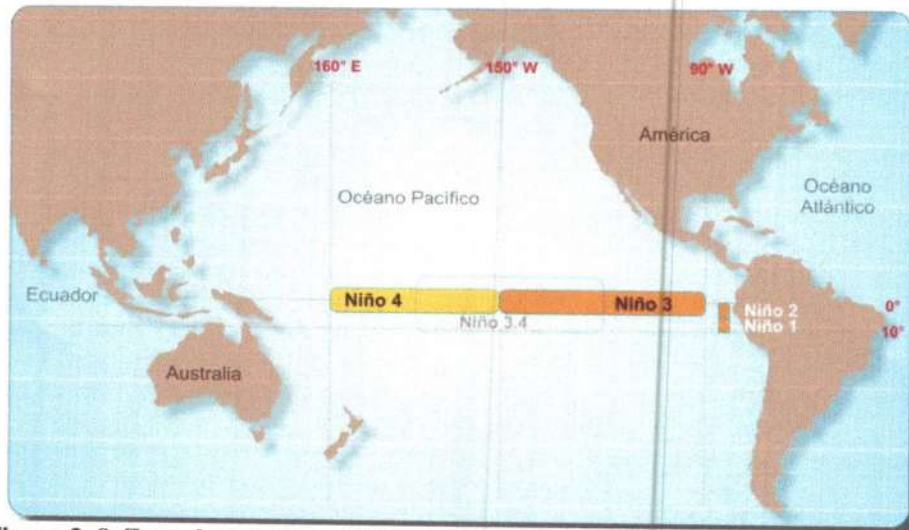 160° E
150° W
90° W
América
Océano Pacífico
Océano
Atlántico
Ecuador
Niño 4
Niño 3
Niño 2
0°
Niño 3.4
Niño 1
10°
Australia